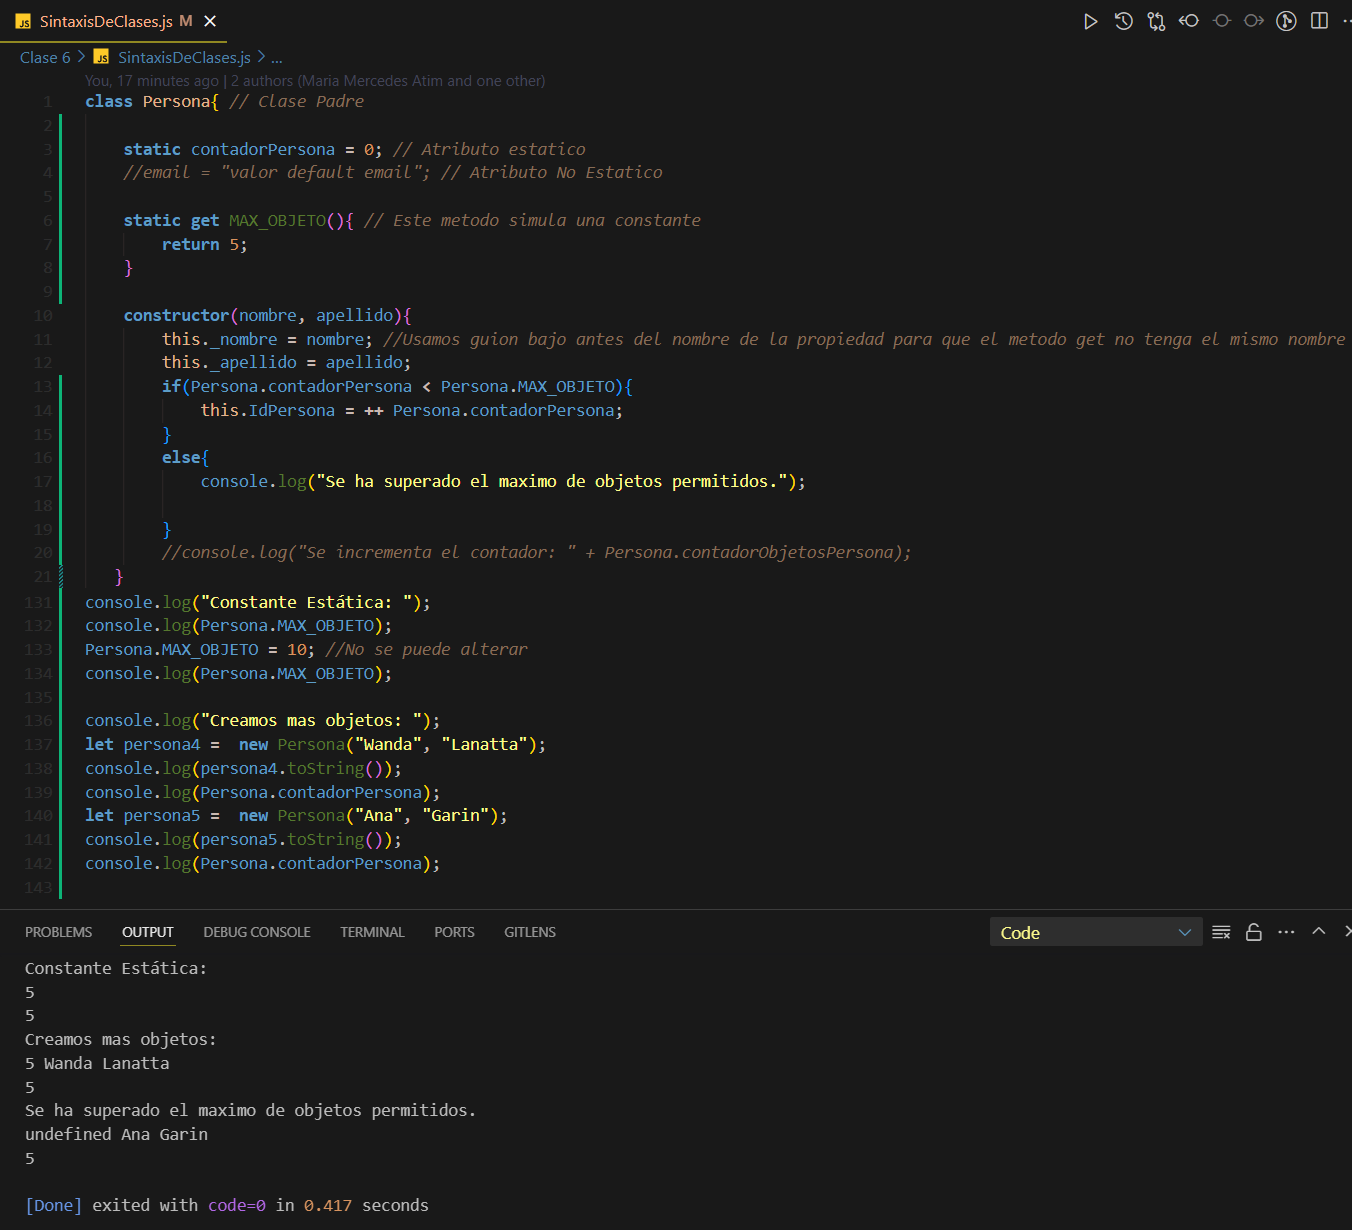 JS SintaxisDeClases.js M
Clase 6 > JS SintaxisDeClases.js > ...
You, 17 minutes ago | 2 authors (Maria Mercedes Atim and one other)
1 class Persona{ // Clase Padre
2
3 static contadorPersona = 0; // Atributo estatico
4 //email = "valor default email"; // Atributo No Estatico
5
6 static get MAX_OBJETO(){ // Este metodo simula una constante
7 return 5;
8 }
9
10 constructor(nombre, apellido){
11 this._nombre = nombre; //Usamos guion bajo antes del nombre de la propiedad para que el metodo get no tenga el mismo nombre
12 this._apellido = apellido;
13 if(Persona.contadorPersona < Persona.MAX_OBJETO){
14 this.IdPersona = ++ Persona.contadorPersona;
15 }
16 else{
17 console.log("Se ha superado el maximo de objetos permitidos.");
18
19 }
20 //console.log("Se incrementa el contador: " + Persona.contadorObjetosPersona);
21 }
131 console.log("Constante Estática: ");
132 console.log(Persona.MAX_OBJETO);
133 Persona.MAX_OBJETO = 10; //No se puede alterar
134 console.log(Persona.MAX_OBJETO);
135
136 console.log("Creamos mas objetos: ");
137 let persona4 =  new Persona("Wanda", "Lanatta");
138 console.log(persona4.toString());
139 console.log(Persona.contadorPersona);
140 let persona5 =  new Persona("Ana", "Garin");
141 console.log(persona5.toString());
142 console.log(Persona.contadorPersona);
143
PROBLEMS OUTPUT DEBUG CONSOLE TERMINAL PORTS GITLENS Code
Constante Estática:
5
5
Creamos mas objetos:
5 Wanda Lanatta
5
Se ha superado el maximo de objetos permitidos.
undefined Ana Garin
5
[Done] exited with code=0 in 0.417 seconds